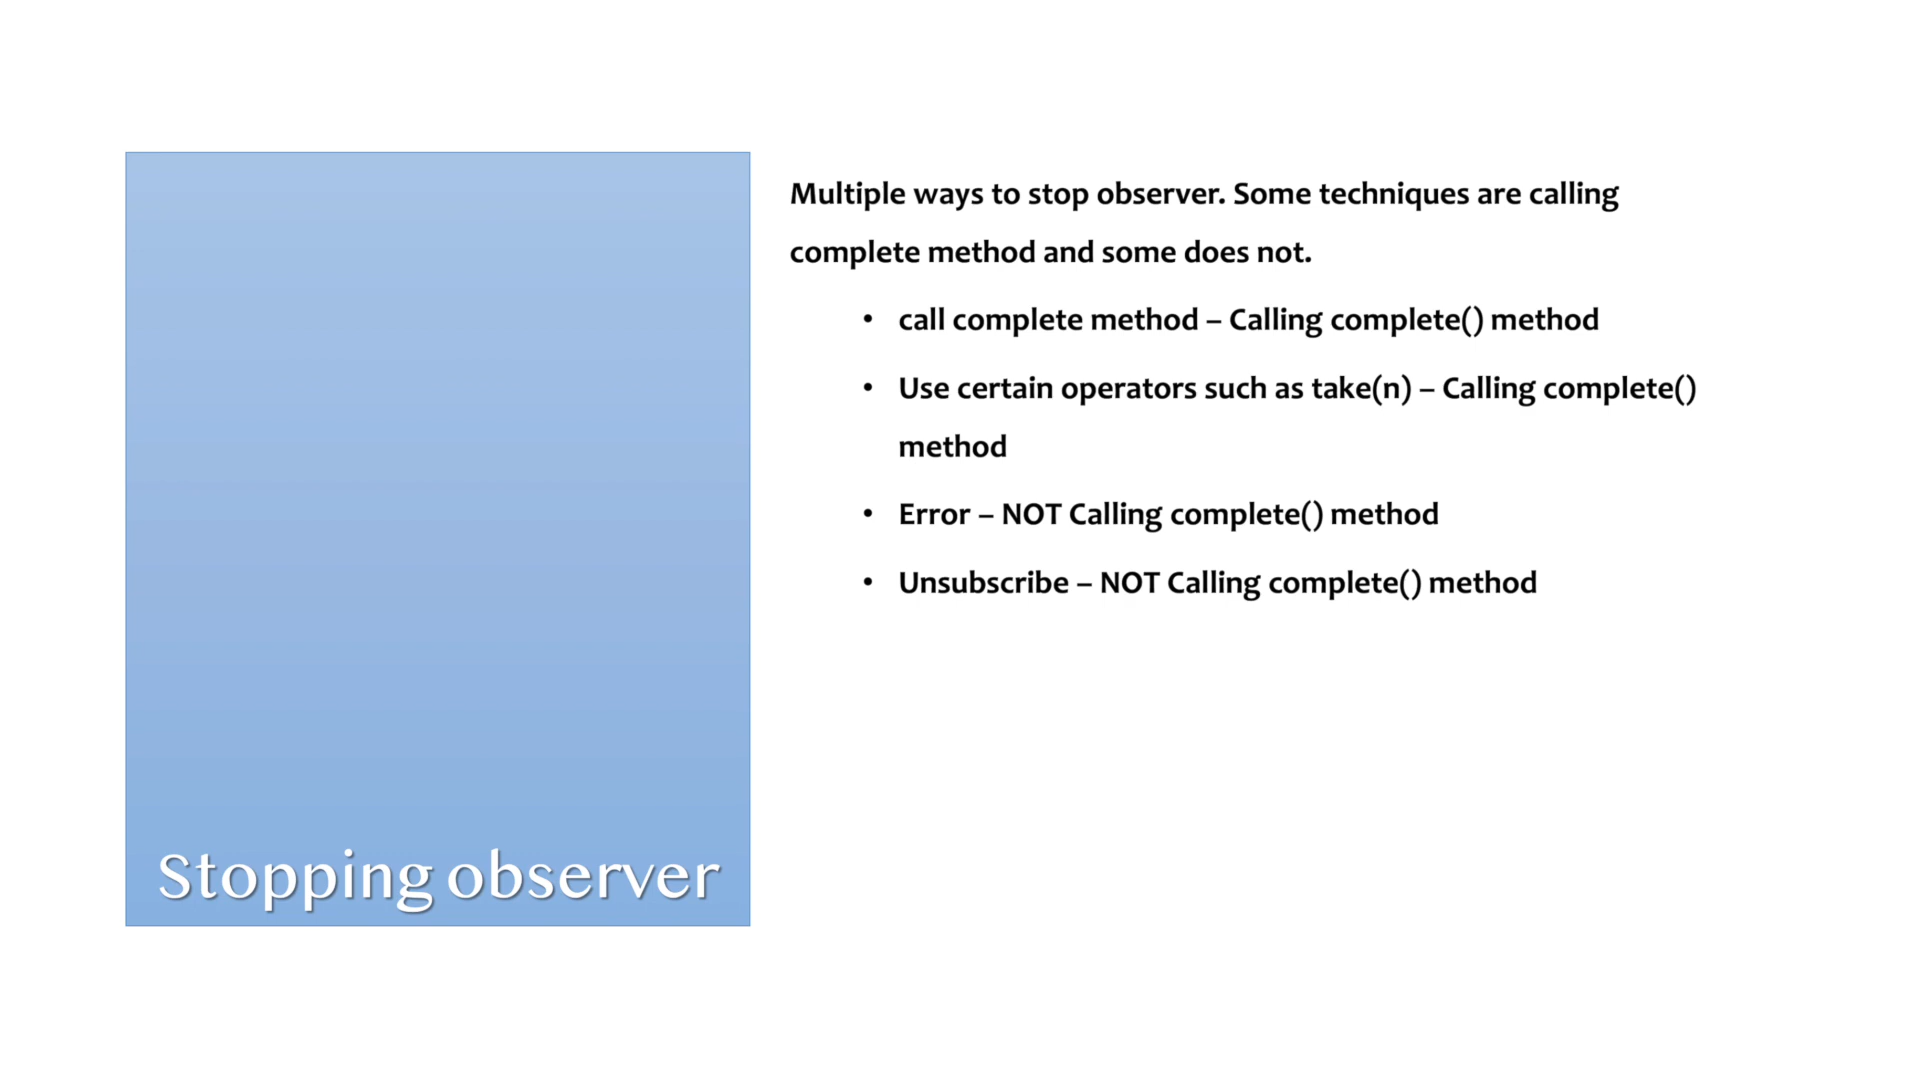 Multiple ways to stop observer. Some techniques are calling
complete method and some does not.
• call complete method – Calling complete() method
• Use certain operators such as take(n) – Calling complete()
method
• Error – NOT Calling complete() method
• Unsubscribe – NOT Calling complete() method
Stopping observer